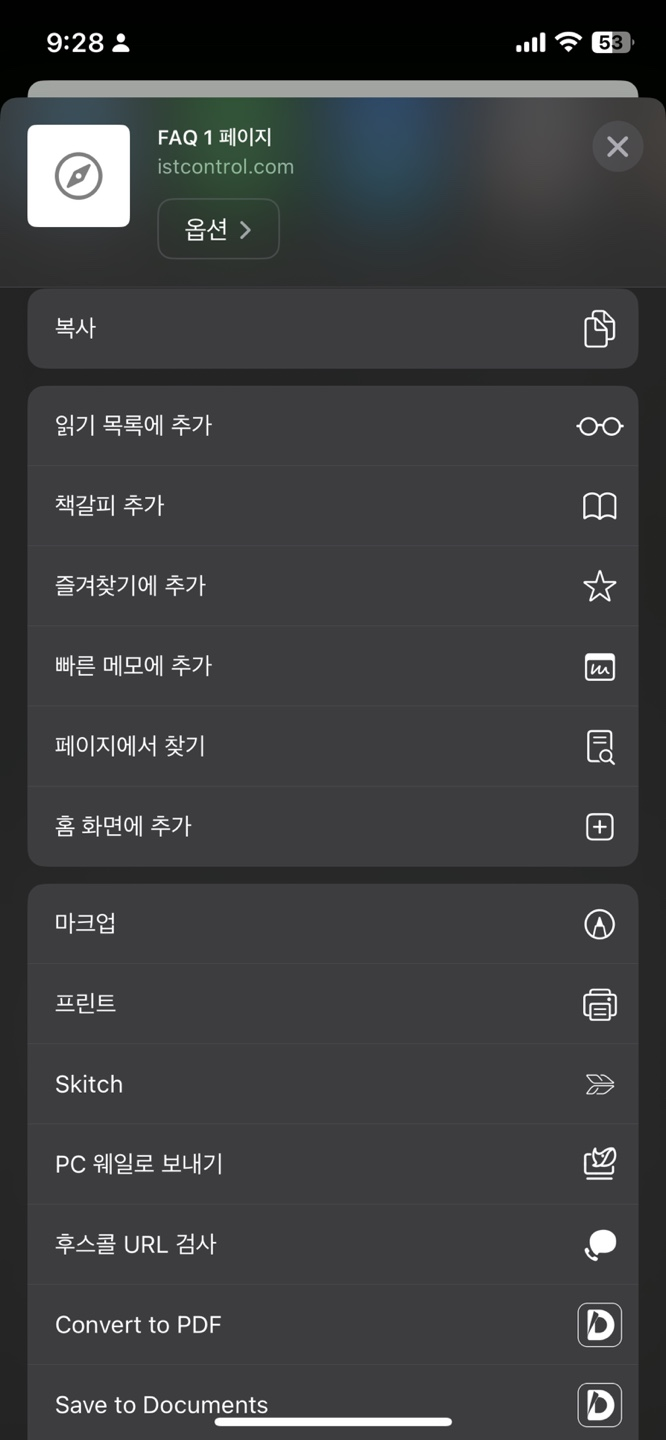 9:28
53
FAQ 1 페이지
istcontrol.com
옵션
복사
읽기 목록에 추가
책갈피 추가
즐겨찾기에 추가
빠른 메모에 추가
페이지에서 찾기
홈 화면에 추가
마크업
프린트
Skitch
PC 웨일로 보내기
후스콜 URL 검사
Convert to PDF
Save to Documents